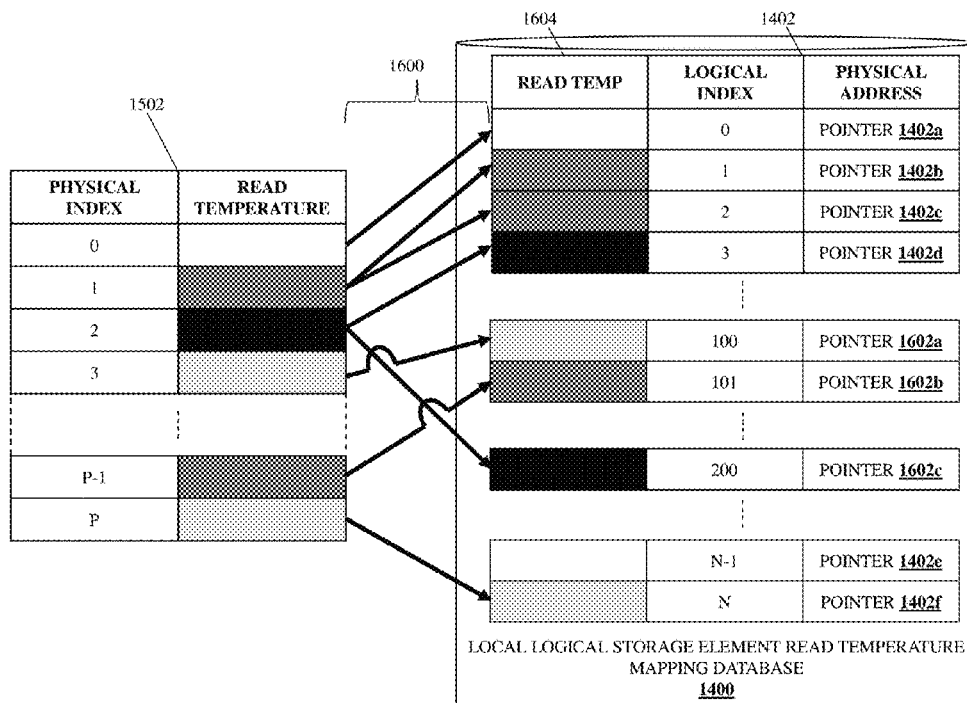 1604
1402
1600
1502
READ TEMP
LOGICAL INDEX
PHYSICAL ADDRESS
0
POINTER 1402a
1
POINTER 1402b
2
POINTER 1402c
3
POINTER 1402d
100
POINTER 1602a
101
POINTER 1602b
200
POINTER 1602c
N-1
POINTER 1402e
N
POINTER 1402f
PHYSICAL INDEX
READ TEMPERATURE
0
1
2
3
P-1
P
LOCAL LOGICAL STORAGE ELEMENT READ TEMPERATURE
MAPPING DATABASE
1400